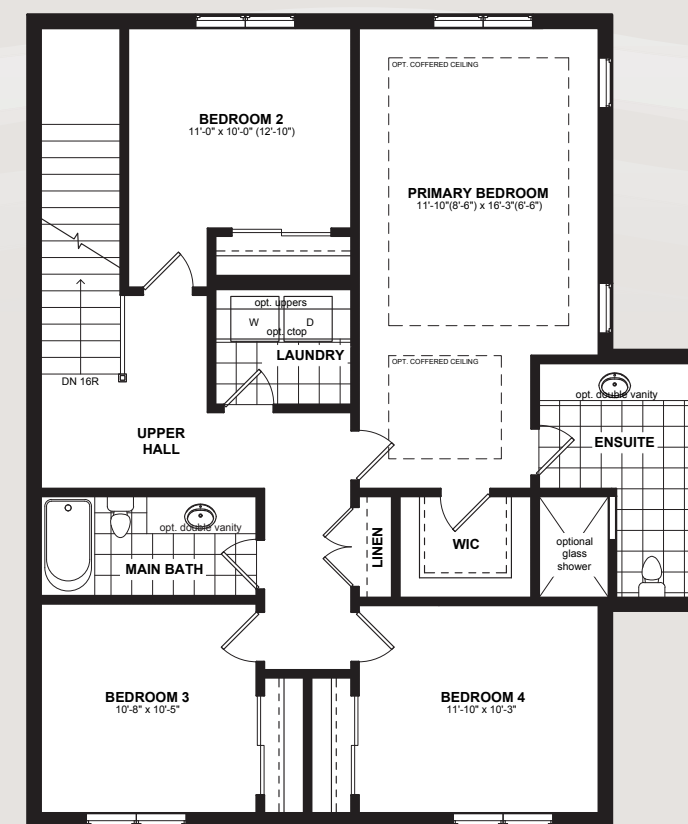 OPT. COFFERED CEILING
BEDROOM 2
11'-0" x 10'-0" (12'-10")
PRIMARY BEDROOM
11'-10"(8'-6") x 16'-3"(6'-6")
opt. uppers
W
D
opt. ctop
LAUNDRY
OPT. COFFERED CEILING
DN 16R
opt. double vanity
UPPER
HALL
ENSUITE
opt. double vanity
MAIN BATH
LINEN
WIC
optional
glass
shower
BEDROOM 3
10'-8" x 10'-5"
BEDROOM 4
11'-10" x 10'-3"